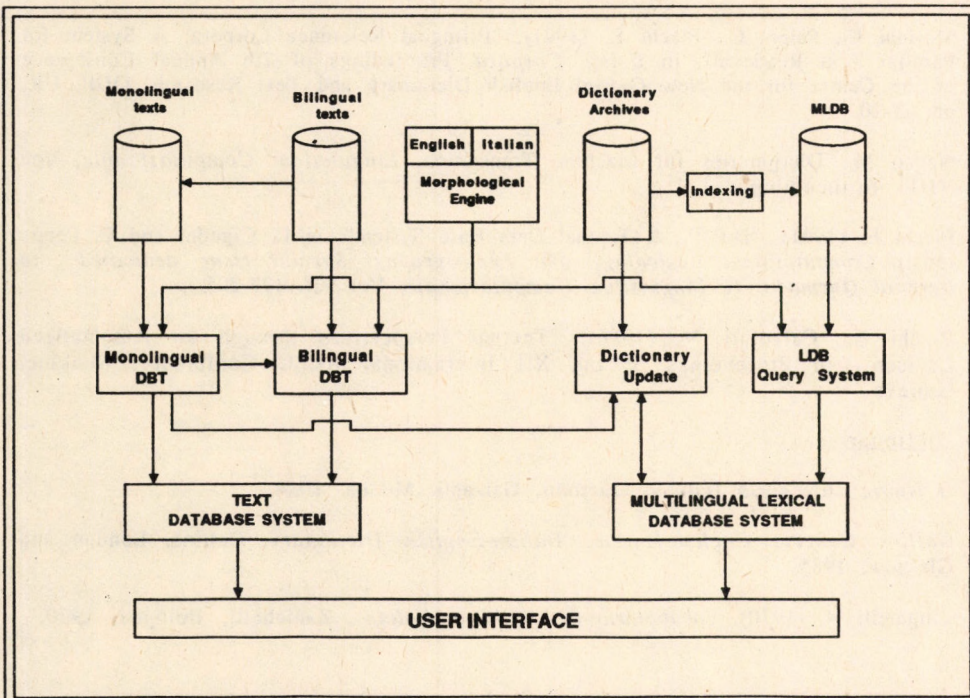 Monolingual
texts
Bilingual
texts
Dictionary
Archives
MLDB
English Italian
Morphological
Engine
Indexing
Monolingual
DBT
Bilingual
DBT
Dictionary
Update
LDB
Query System
TEXT
DATABASE SYSTEM
MULTILINGUAL LEXICAL
DATABASE SYSTEM
USER INTERFACE